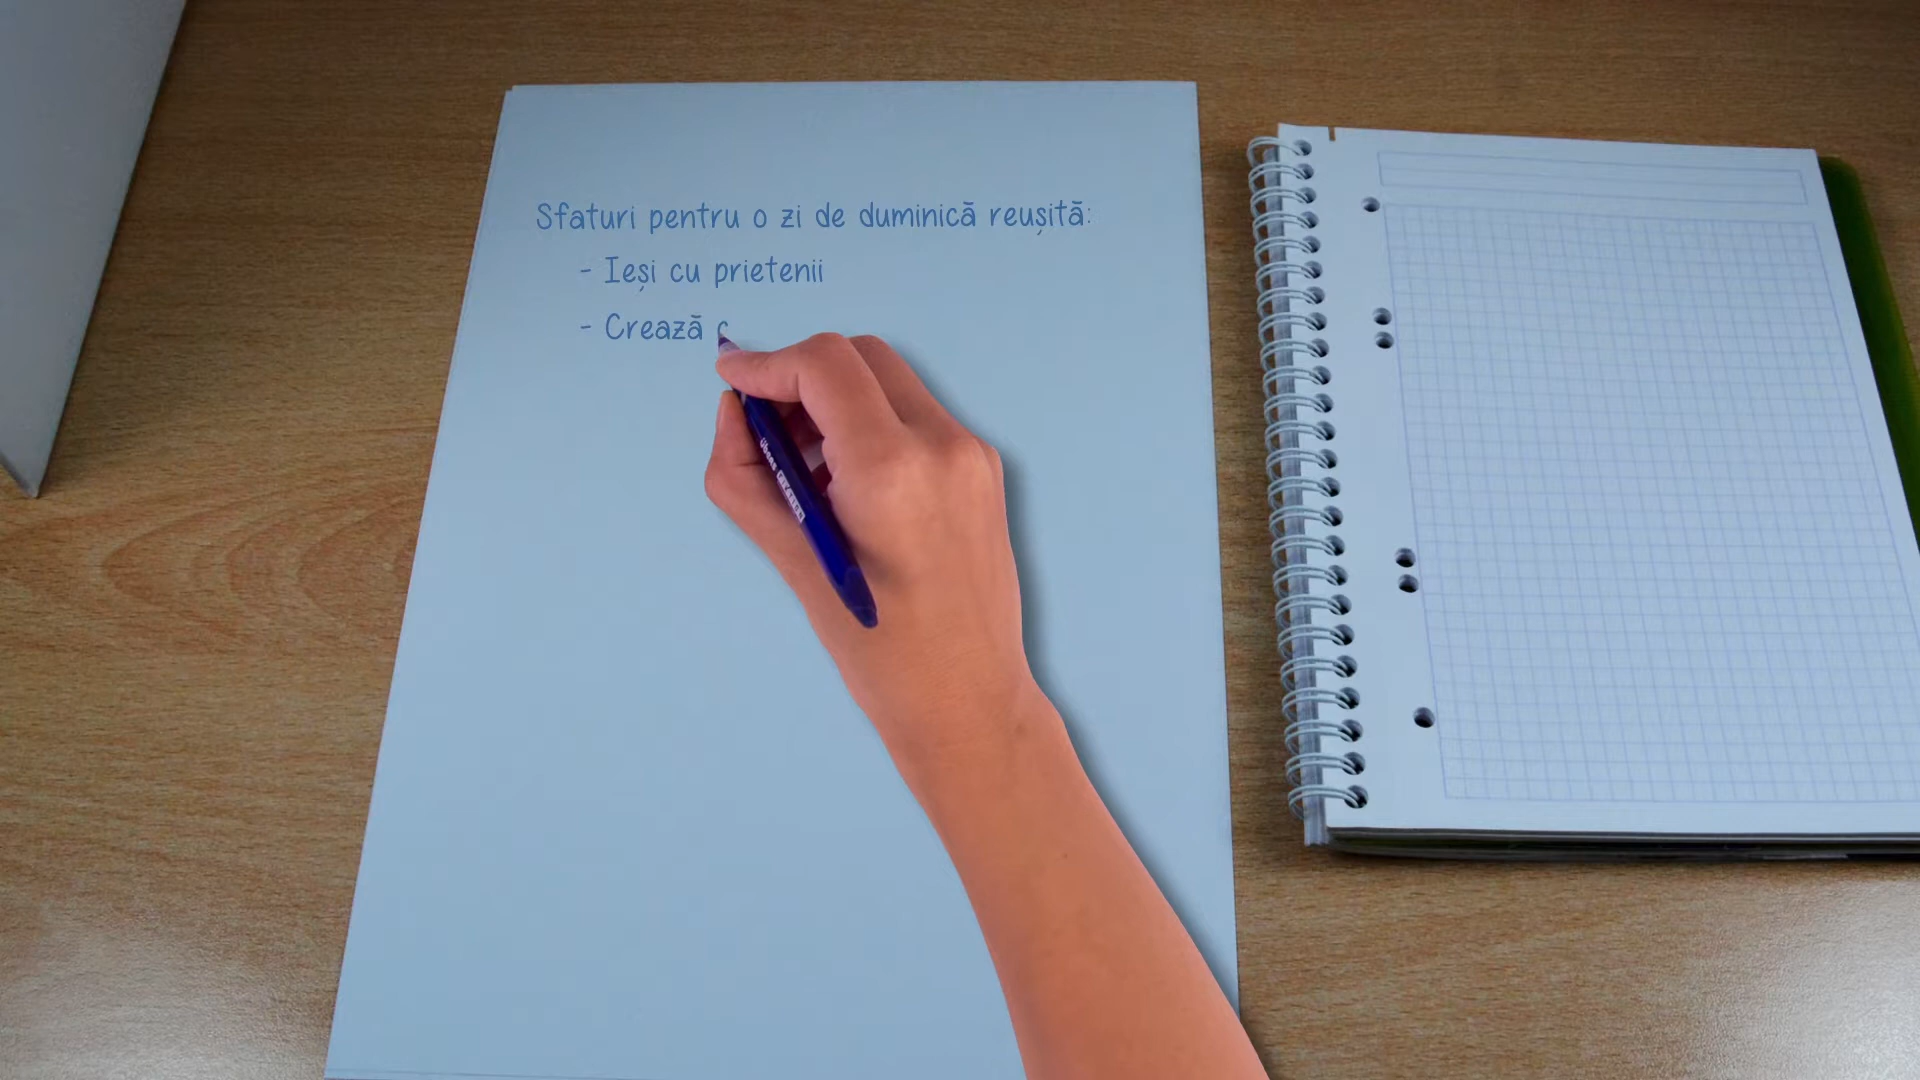 Sfaturi pentru o zi de duminică reușită:
- Ieși cu prietenii
- Crează c